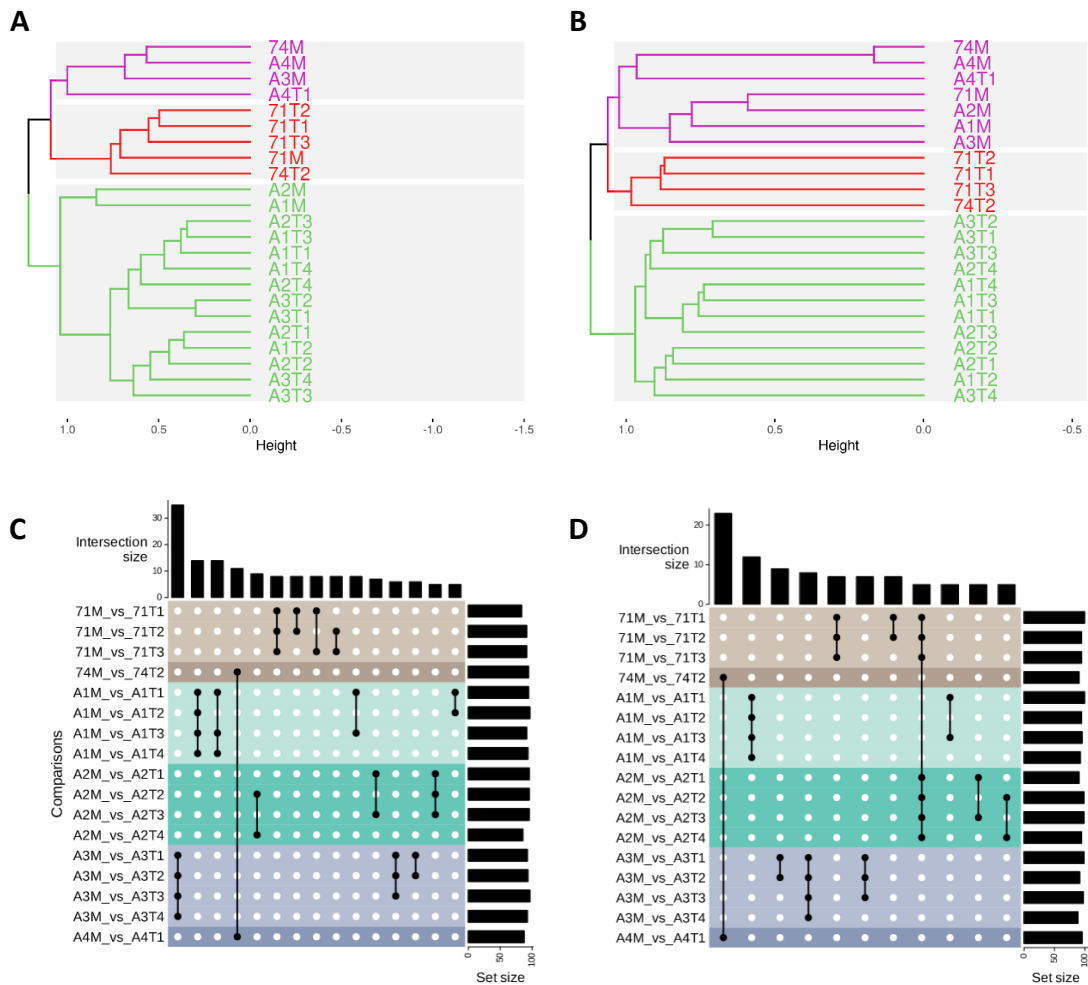 A
74M
A4M
A3M
A4T1
71T2
71T1
71T3
71M
74T2
A2M
A1M
A2T3
A1T3
A1T1
A1T4
A2T4
A3T2
A3T1
A2T1
A1T2
A2T2
A3T4
A3T3
1.0 0.5 0.0 -0.5 -1.0 -1.5
Height
B
74M
A4M
A4T1
71M
A2M
A1M
A3M
71T2
71T1
71T3
74T2
A3T2
A3T1
A3T3
A2T4
A1T4
A1T3
A1T1
A2T3
A2T2
A2T1
A1T2
A3T4
1.0 0.5 0.0 -0.5
Height
C
Intersection
size
30
20
10
0
Comparisons
71M_vs_71T1
71M_vs_71T2
71M_vs_71T3
74M_vs_74T2
A1M_vs_A1T1
A1M_vs_A1T2
A1M_vs_A1T3
A1M_vs_A1T4
A2M_vs_A2T1
A2M_vs_A2T2
A2M_vs_A2T3
A2M_vs_A2T4
A3M_vs_A3T1
A3M_vs_A3T2
A3M_vs_A3T3
A3M_vs_A3T4
A4M_vs_A4T1
0 50 100
Set size
D
Intersection
size
20
10
0
71M_vs_71T1
71M_vs_71T2
71M_vs_71T3
74M_vs_74T2
A1M_vs_A1T1
A1M_vs_A1T2
A1M_vs_A1T3
A1M_vs_A1T4
A2M_vs_A2T1
A2M_vs_A2T2
A2M_vs_A2T3
A2M_vs_A2T4
A3M_vs_A3T1
A3M_vs_A3T2
A3M_vs_A3T3
A3M_vs_A3T4
A4M_vs_A4T1
0 50 100
Set size